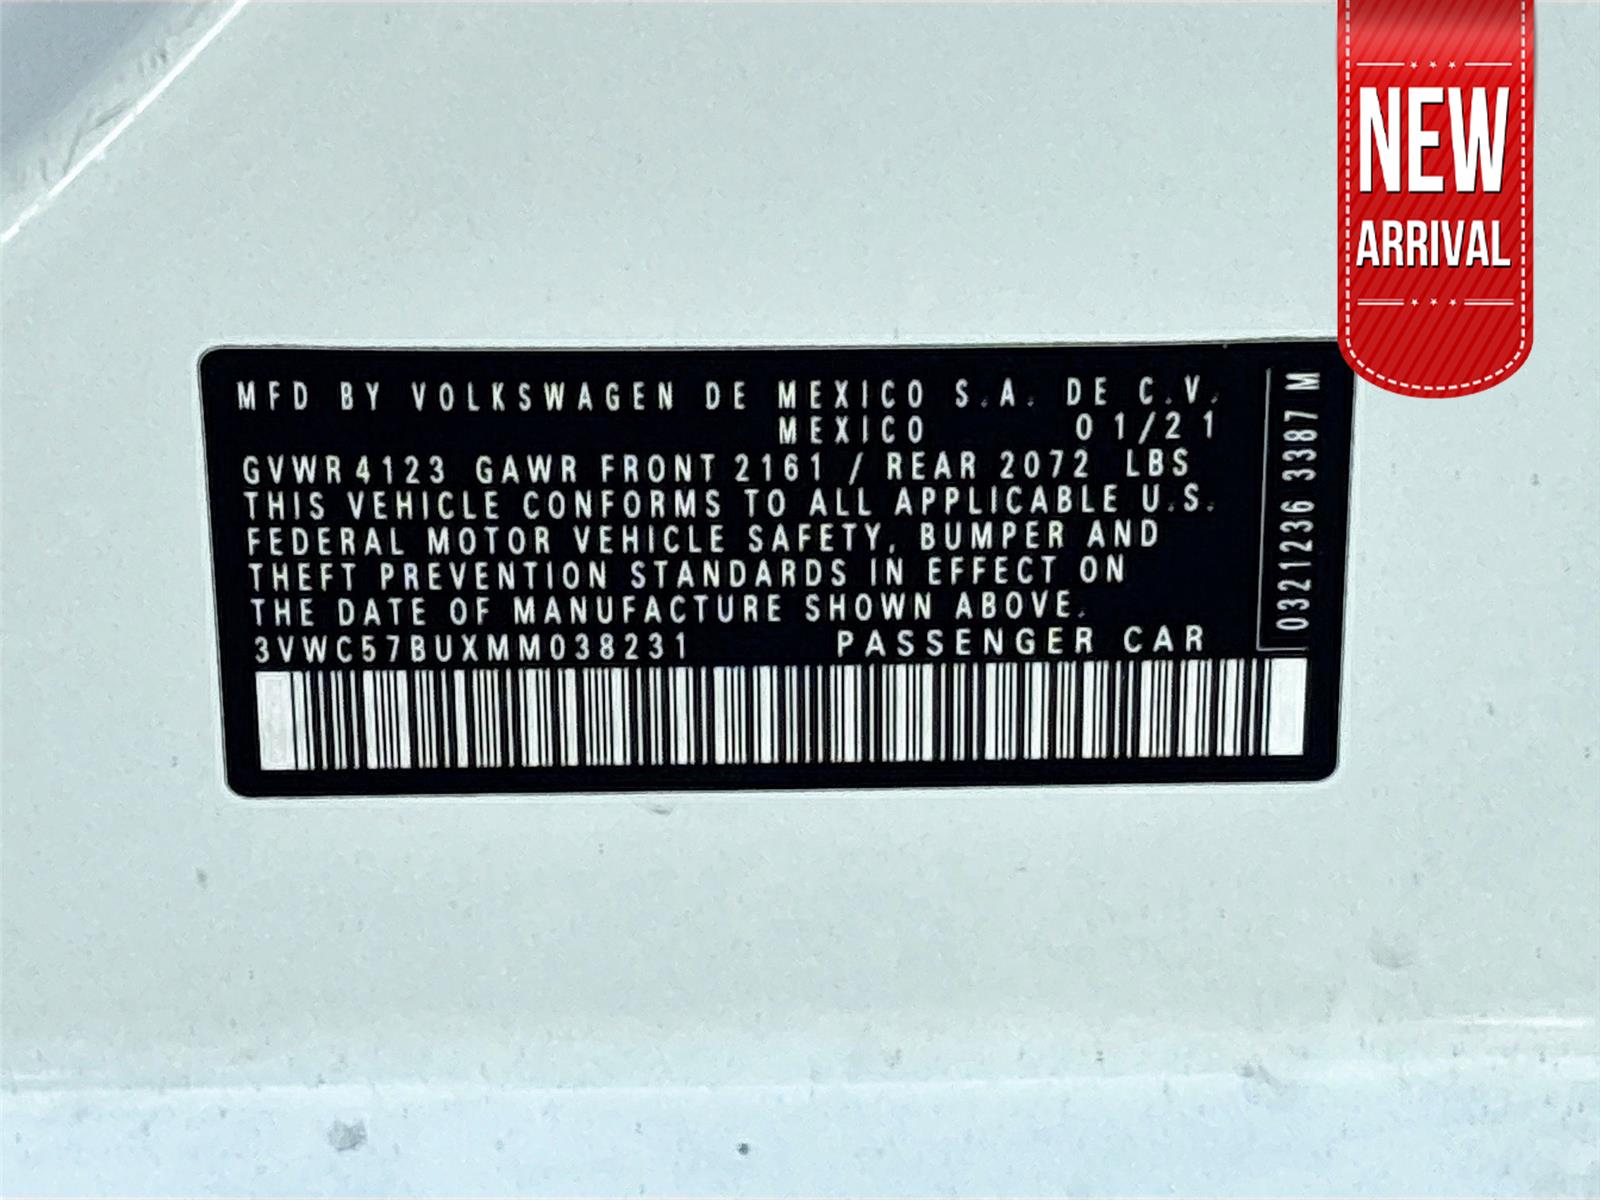 NEW
ARRIVAL
MFD BY VOLKSWAGEN DE MEXICO S.A. DE C.V.
MEXICO 01/21
GVWR 4123 GAWR FRONT 2161 / REAR 2072 LBS
THIS VEHICLE CONFORMS TO ALL APPLICABLE U.S.
FEDERAL MOTOR VEHICLE SAFETY, BUMPER AND
THEFT PREVENTION STANDARDS IN EFFECT ON
THE DATE OF MANUFACTURE SHOWN ABOVE.
3VWC57BUXMM038231 PASSENGER CAR
0321236 3387 M